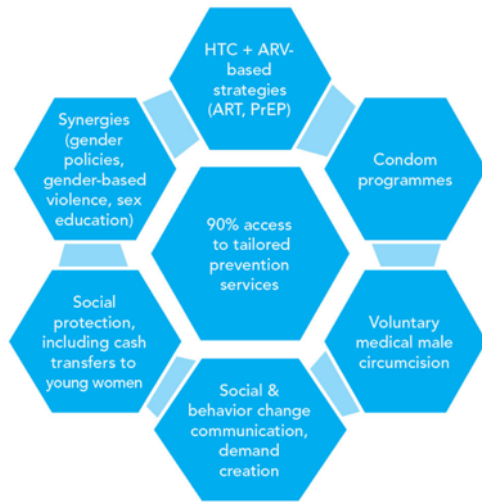 HTC + ARV-
based
strategies
(ART, PrEP)
Synergies
(gender
policies,
gender-based
violence, sex
education)
Condom
programmes
90% access
to tailored
prevention
services
Social
protection,
including cash
transfers to
young women
Voluntary
medical male
circumcision
Social &
behavior change
communication,
demand
creation